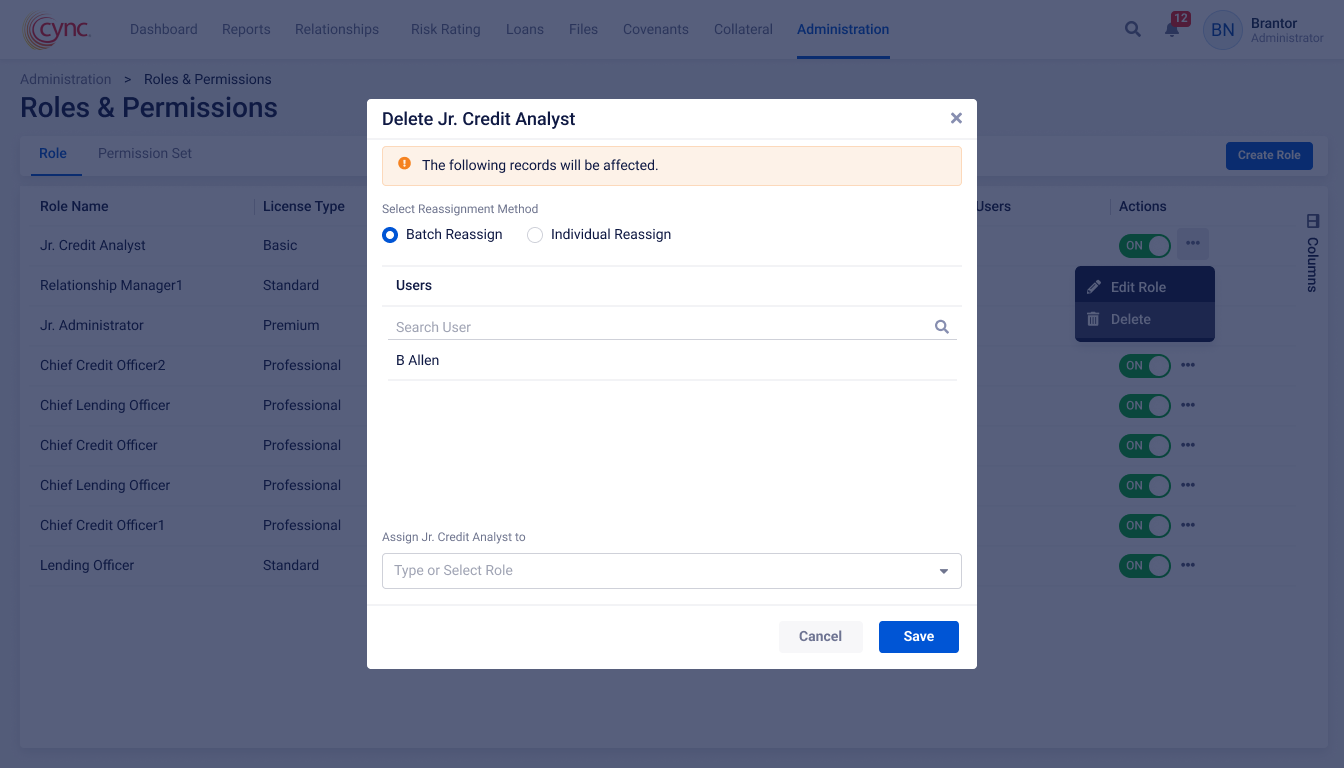 cync
Dashboard Reports Relationships Risk Rating Loans Files Covenants Collateral Administration
12
BN
Brantor
Administrator
Administration > Roles & Permissions
Roles & Permissions
Role Permission Set
Create Role
Role Name License Type Users Actions
Jr. Credit Analyst Basic ON
Relationship Manager1 Standard
Jr. Administrator Premium
Chief Credit Officer2 Professional ON
Chief Lending Officer Professional ON
Chief Credit Officer Professional ON
Chief Lending Officer Professional ON
Chief Credit Officer1 Professional ON
Lending Officer Standard ON
Columns
Edit Role
Delete
Delete Jr. Credit Analyst
The following records will be affected.
Select Reassignment Method
Batch Reassign Individual Reassign
Users
Search User
B Allen
Assign Jr. Credit Analyst to
Type or Select Role
Cancel Save